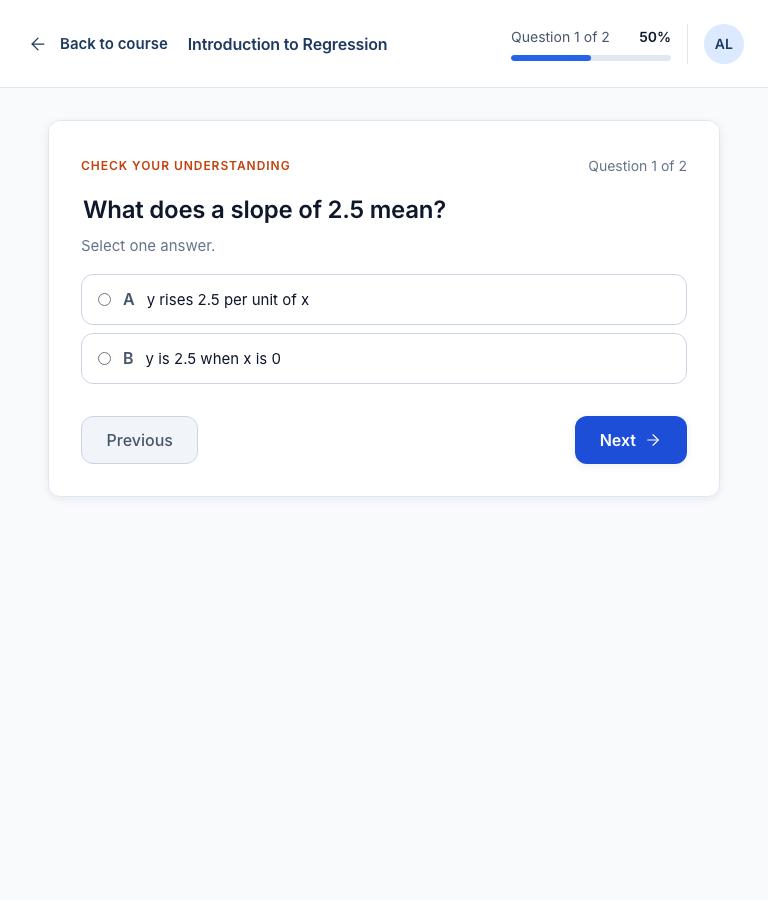 Back to course
Introduction to Regression
Question 1 of 2 50%
AL
CHECK YOUR UNDERSTANDING
Question 1 of 2
What does a slope of 2.5 mean?
Select one answer.
A y rises 2.5 per unit of x
B y is 2.5 when x is 0
Previous
Next